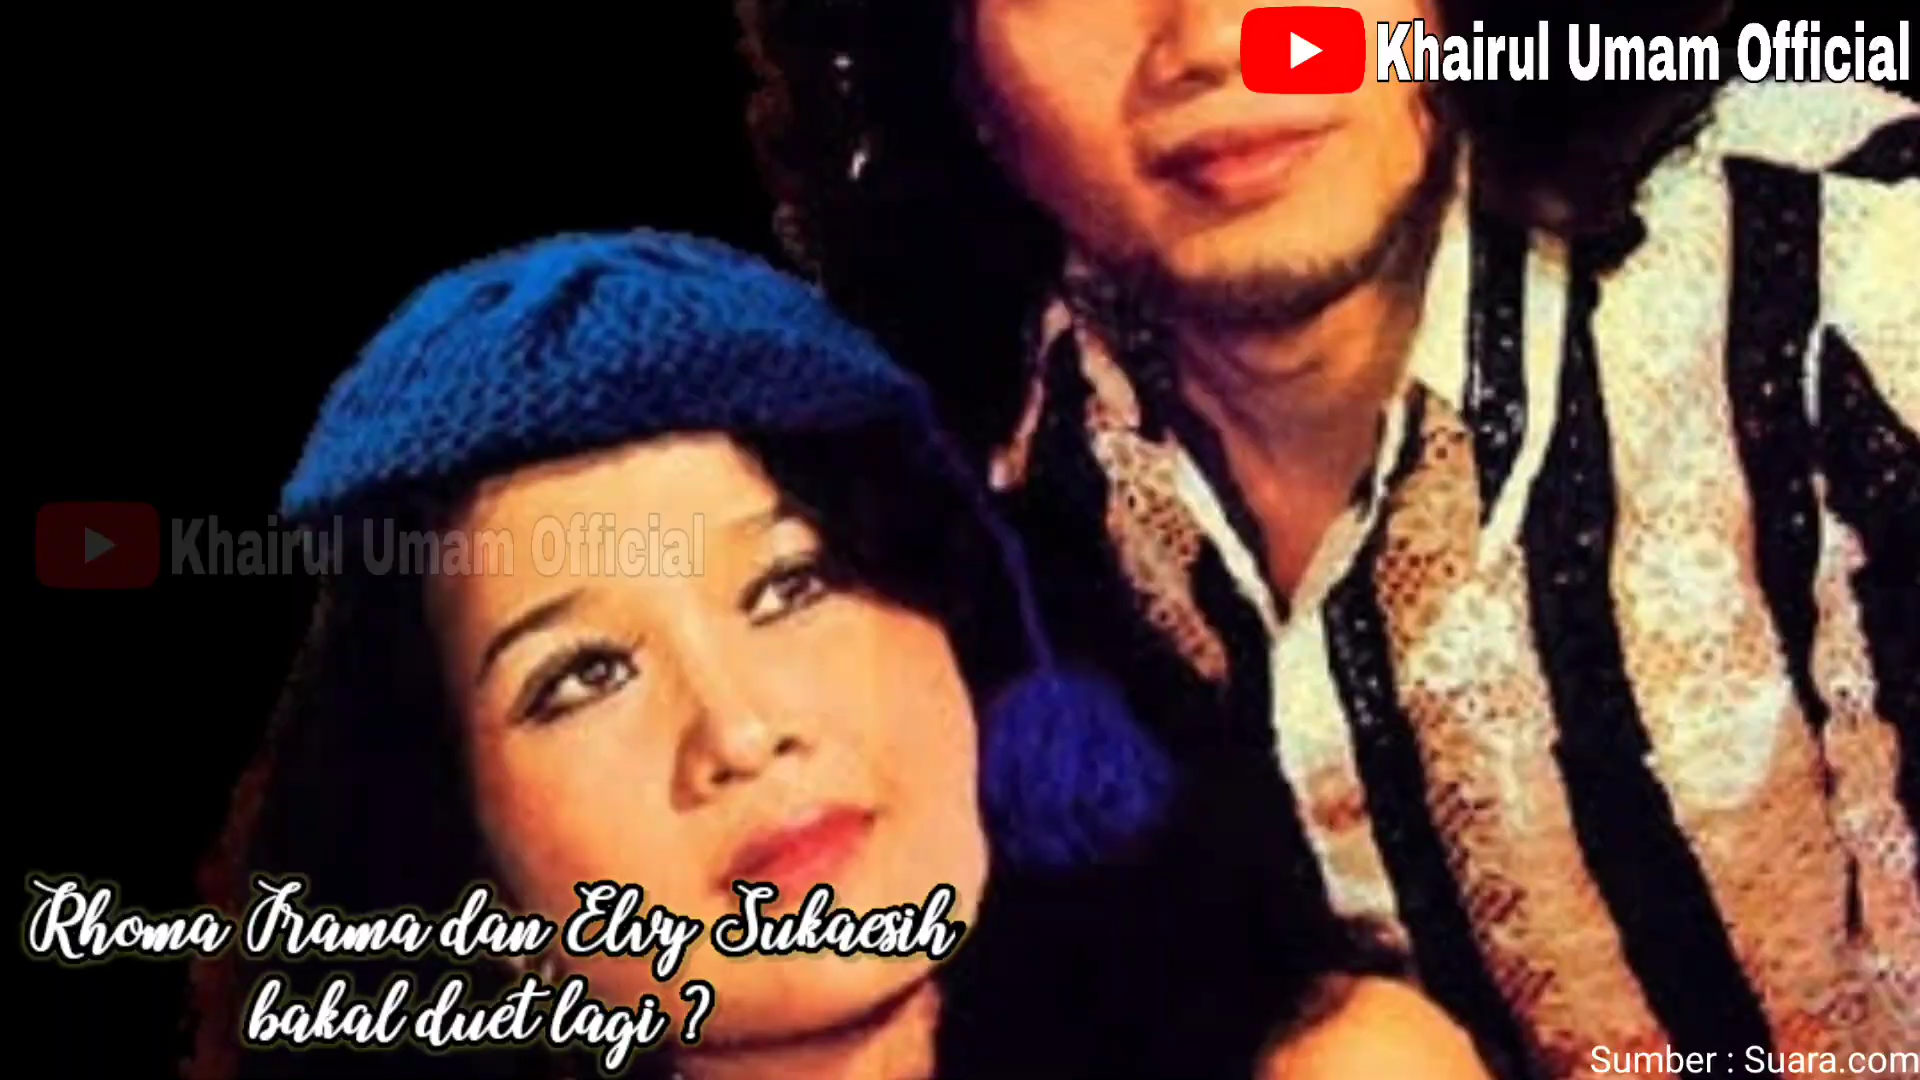 Khairul Umam Official
Khairul Umam Official
Rhoma Irama dan Elvy Sukaesih
bakal duet lagi ?
Sumber : Suara.com